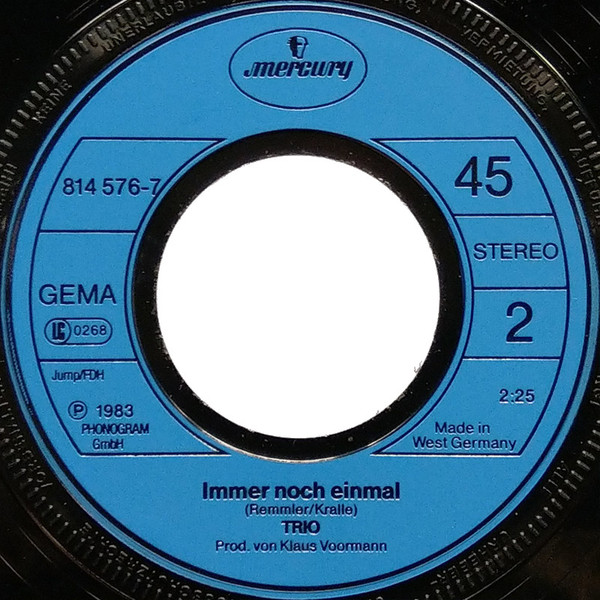 mercury
814 576-7
45
STEREO
GEMA
LC 0268
2
Jump/FDH
2:25
℗ 1983
PHONOGRAM
GmbH
Made in
West Germany
Immer noch einmal
(Remmler/Kralle)
TRIO
Prod. von Klaus Voormann
VERMIETUNG